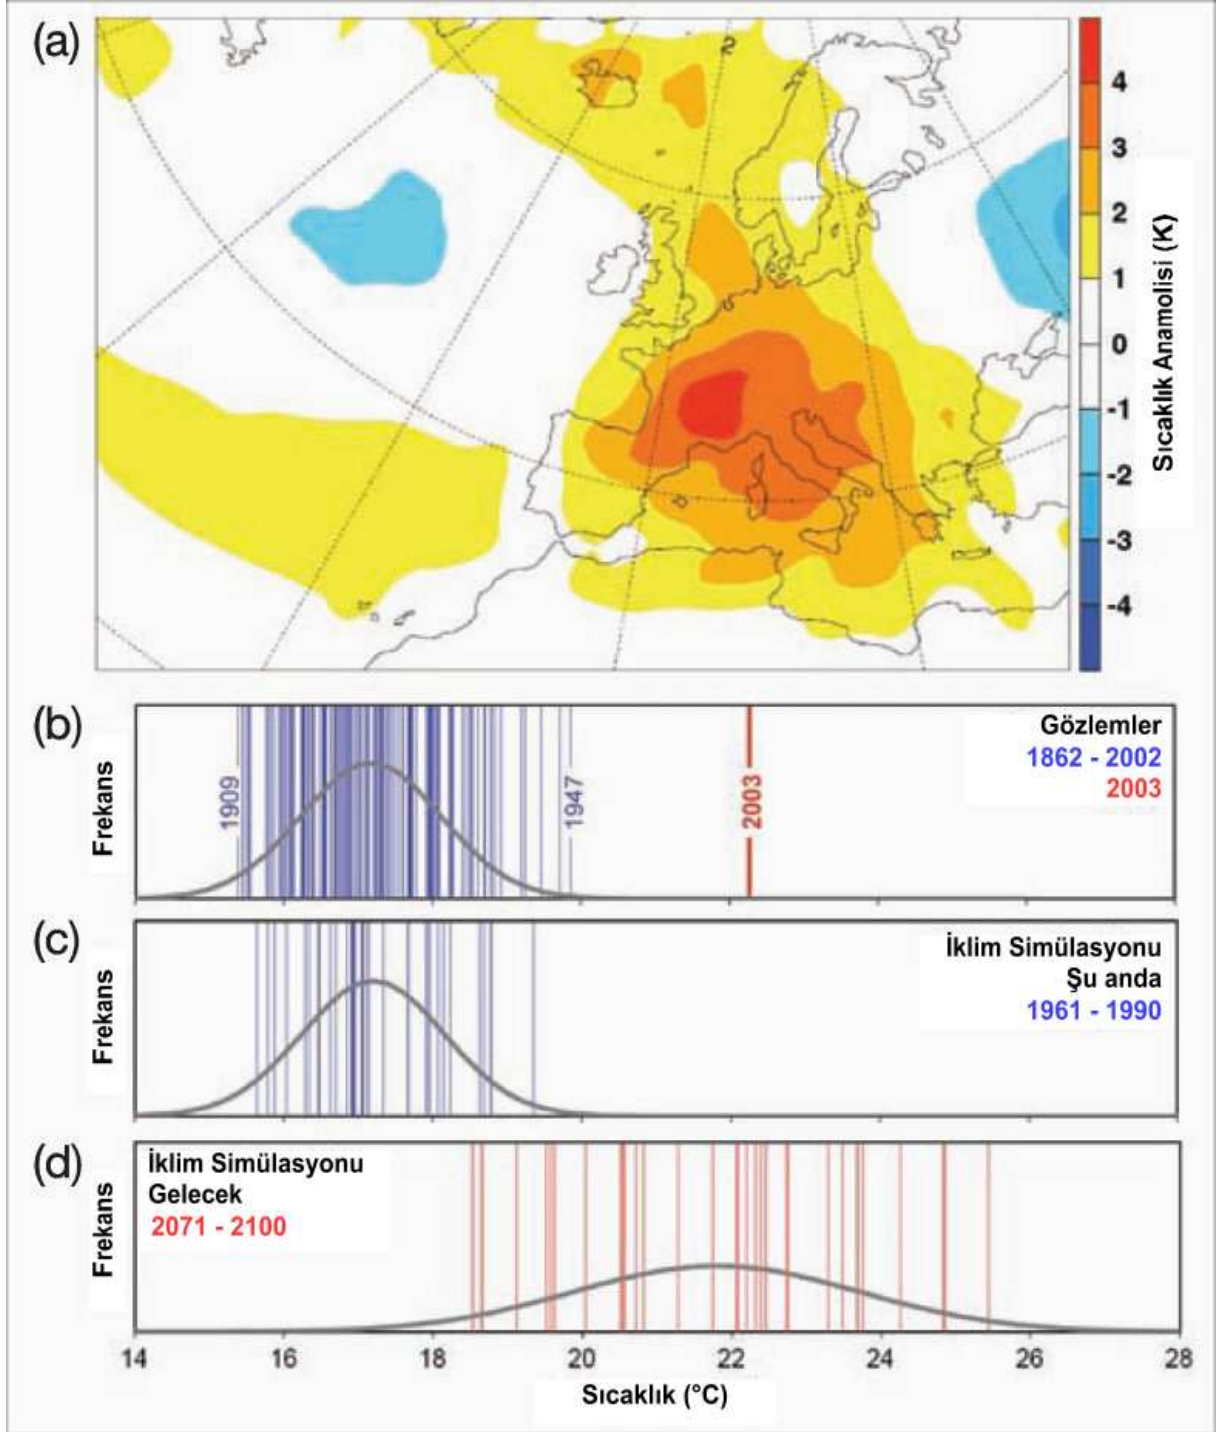 (a)
2
4
3
2
1
0
-1
-2
-3
-4
Sıcaklık Anamolisi (K)
(b)
Frekans
1909
1947
2003
Gözlemler
1862 - 2002
2003
(c)
Frekans
İklim Simülasyonu
Şu anda
1961 - 1990
(d)
Frekans
İklim Simülasyonu
Gelecek
2071 - 2100
14 16 18 20 22 24 26 28
Sıcaklık (°C)